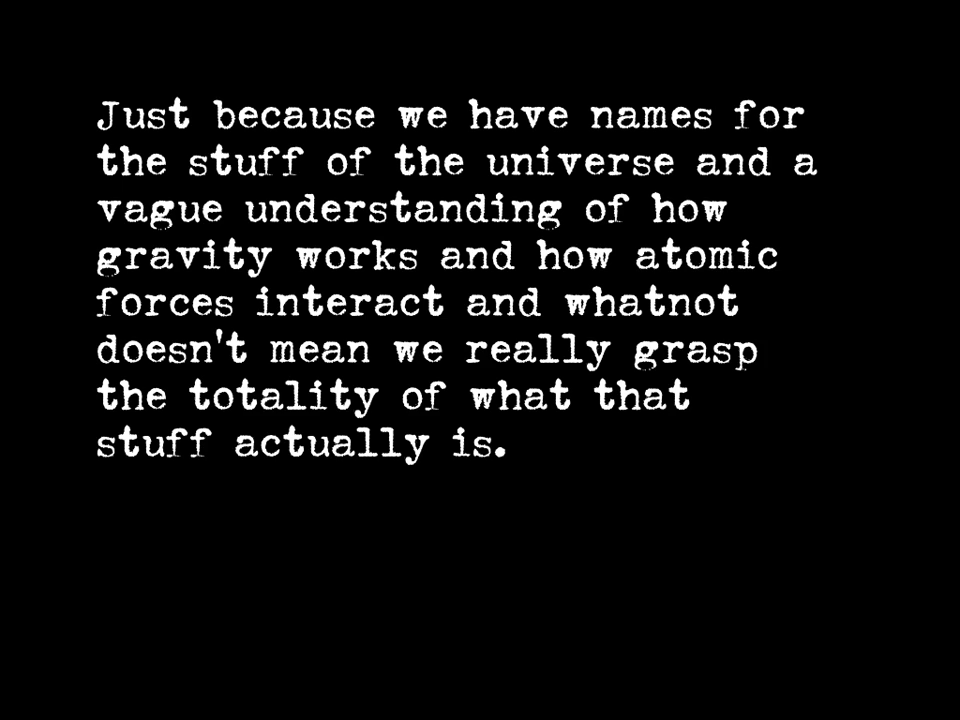 Just because we have names for
the stuff of the universe and a
vague understanding of how
gravity works and how atomic
forces interact and whatnot
doesn't mean we really grasp
the totality of what that
stuff actually is.